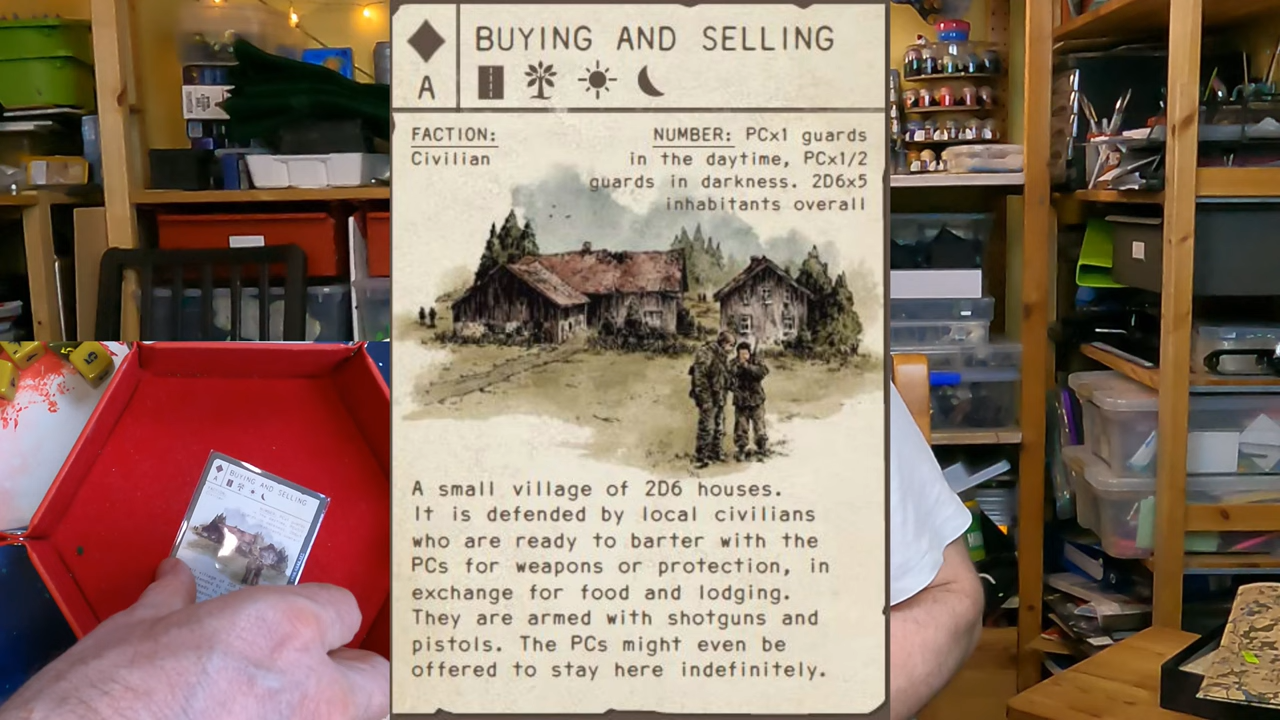 BUYING AND SELLING
A
FACTION:
Civilian
NUMBER: PCx1 guards
in the daytime, PCx1/2
guards in darkness. 2D6x5
inhabitants overall
A small village of 2D6 houses.
It is defended by local civilians
who are ready to barter with the
PCs for weapons or protection, in
exchange for food and lodging.
They are armed with shotguns and
pistols. The PCs might even be
offered to stay here indefinitely.
BUYING AND SELLING
A
5